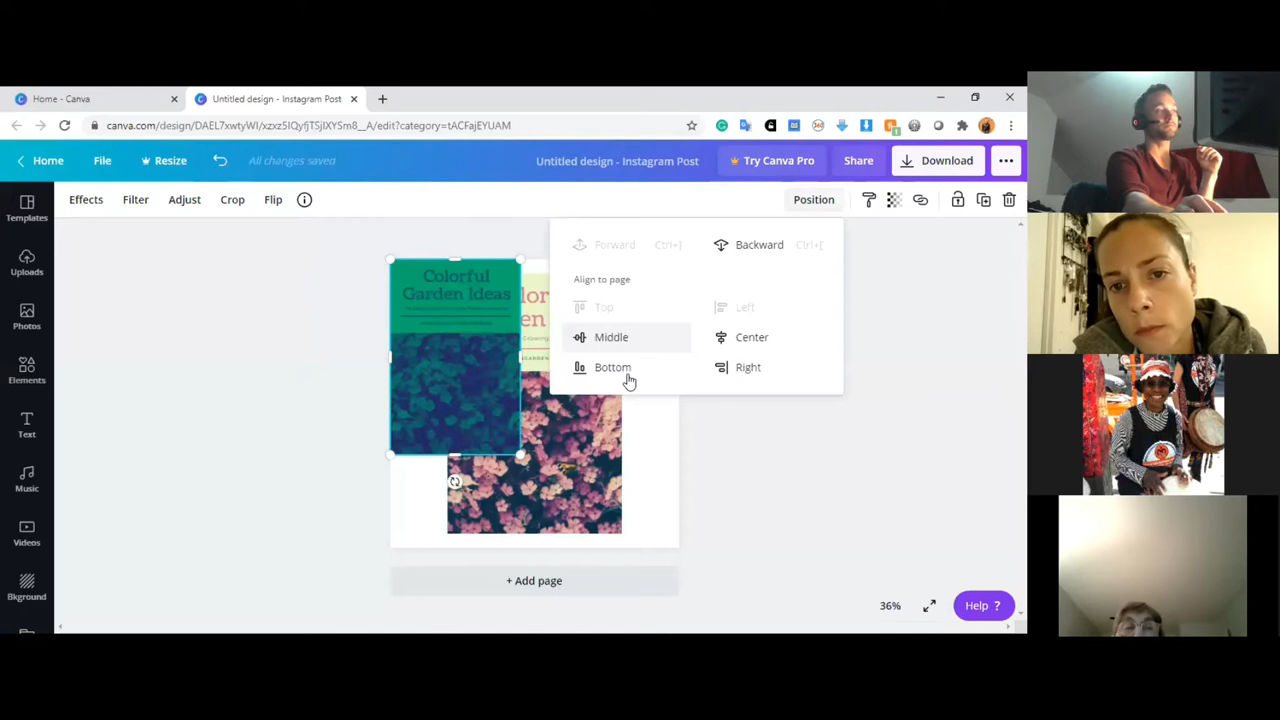 Home - Canva
Untitled design - Instagram Post
canva.com/design/DAEL7xwtyWI/xzxz5IQyfjTSjIXYSm8__A/edit?category=tACFajEYUAM
Home
File
Resize
All changes saved
Untitled design - Instagram Post
Try Canva Pro
Share
Download
Effects
Filter
Adjust
Crop
Flip
Position
Templates
Uploads
Photos
Elements
Text
Music
Videos
Bkground
Forward Ctrl+]
Backward Ctrl+[
Align to page
Top
Left
Middle
Center
Bottom
Right
Colorful
Garden Ideas
lor
en
+ Add page
36%
Help ?